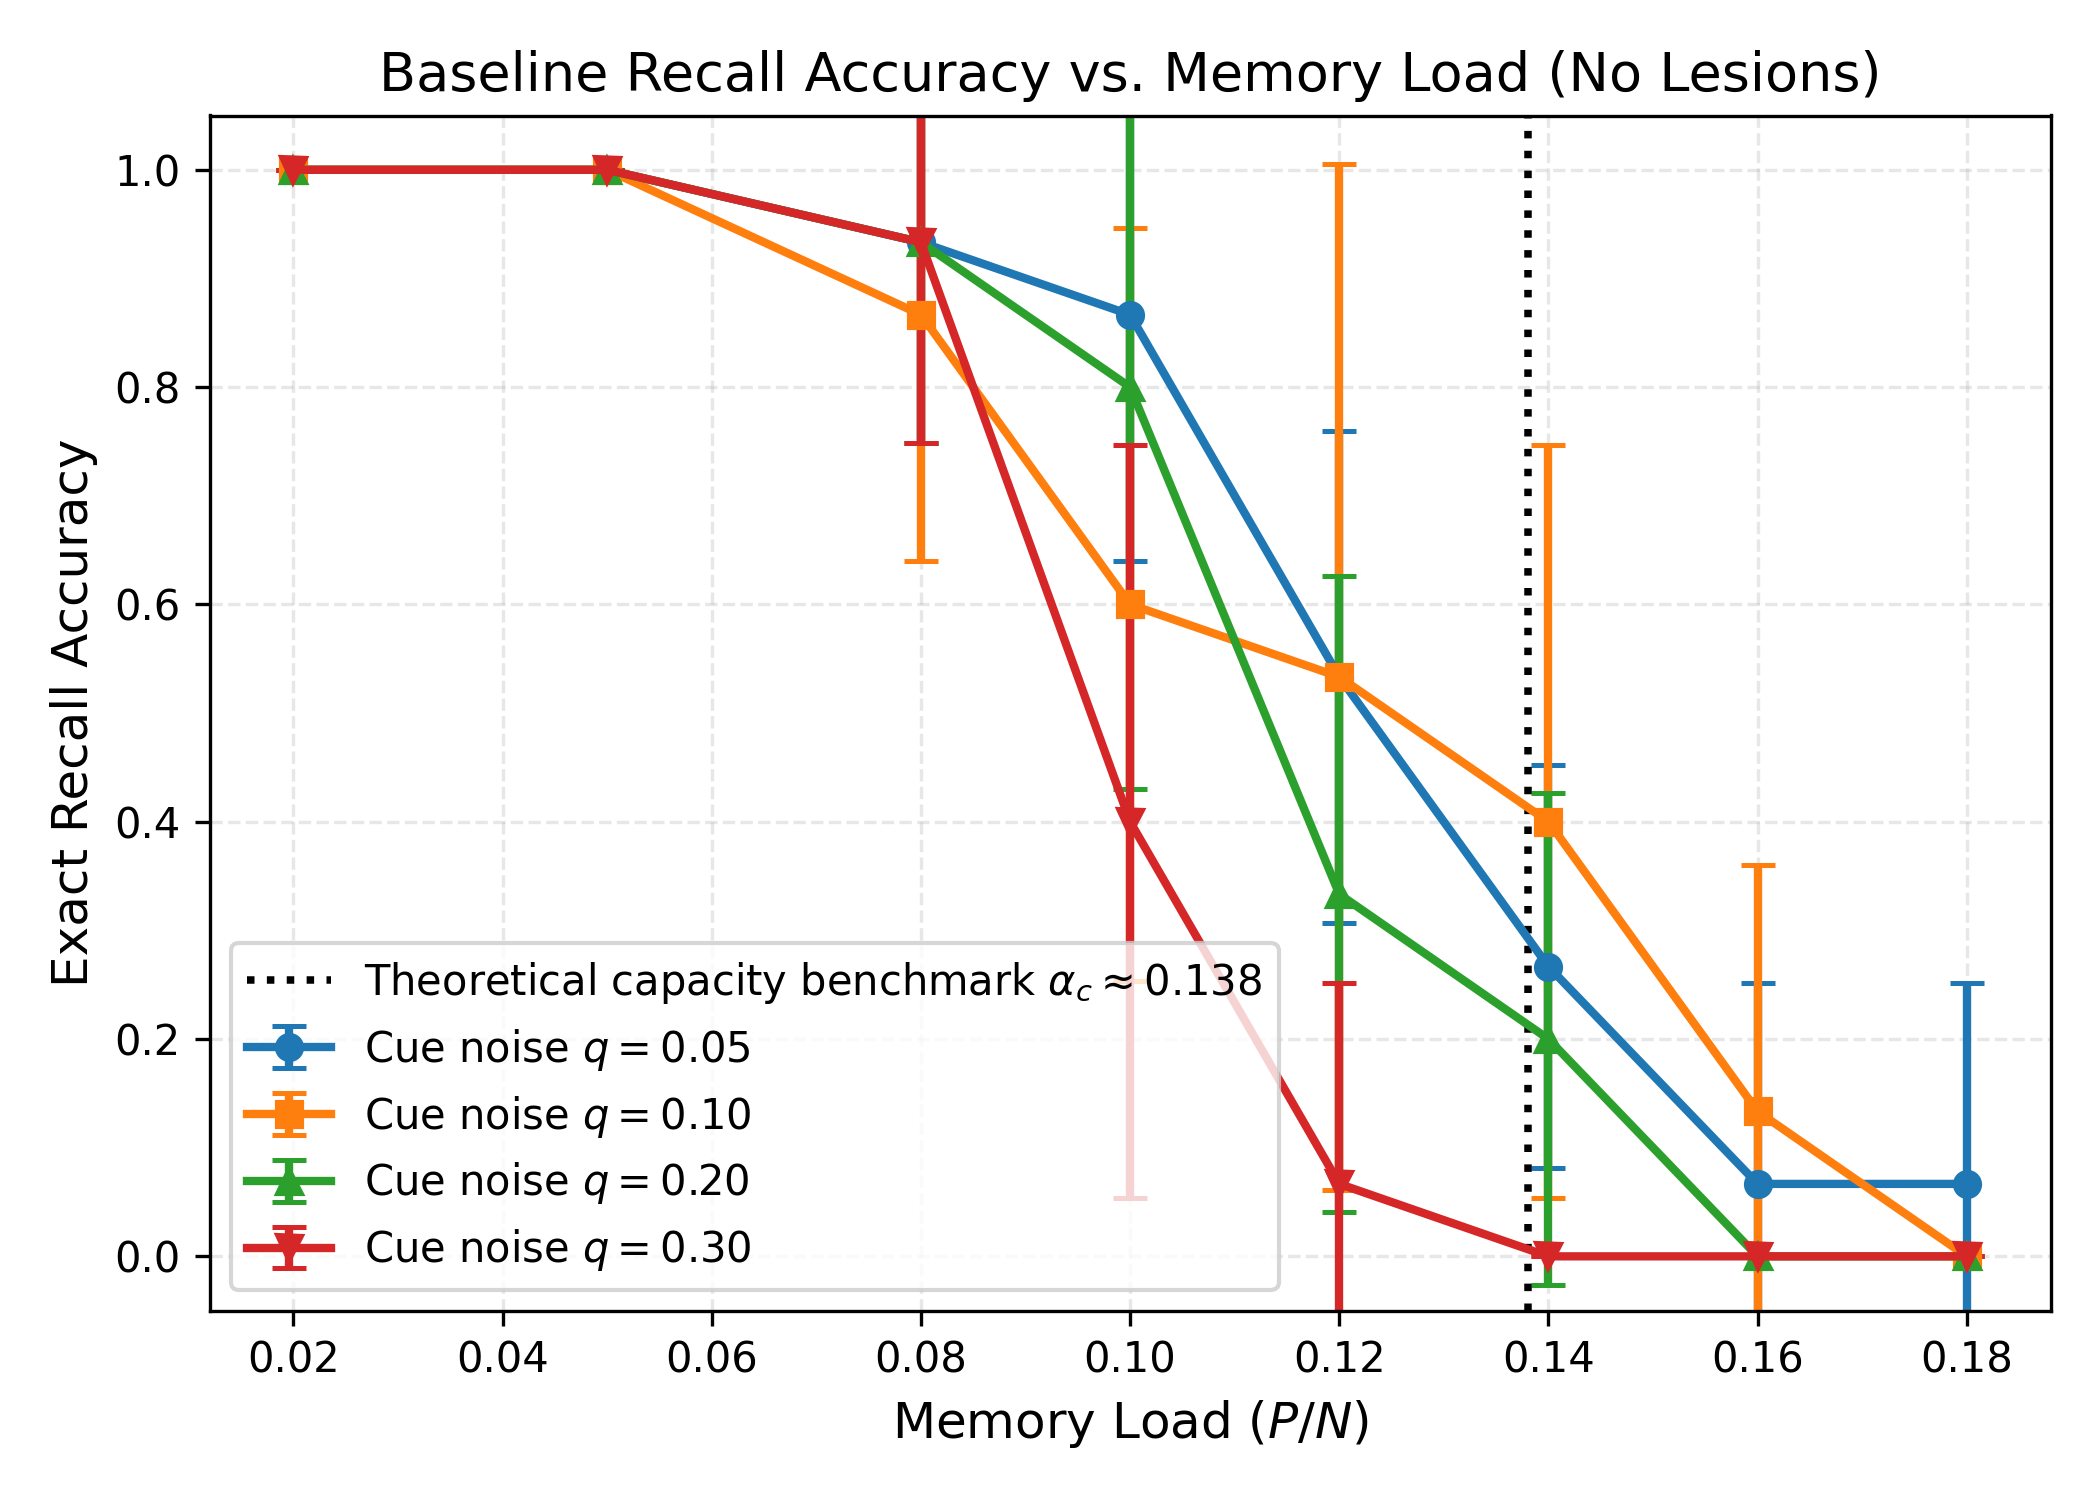 Baseline Recall Accuracy vs. Memory Load (No Lesions)
Exact Recall Accuracy
1.0
0.8
0.6
0.4
0.2
0.0
Theoretical capacity benchmark α_c ≈ 0.138
Cue noise q = 0.05
Cue noise q = 0.10
Cue noise q = 0.20
Cue noise q = 0.30
0.02 0.04 0.06 0.08 0.10 0.12 0.14 0.16 0.18
Memory Load (P/N)